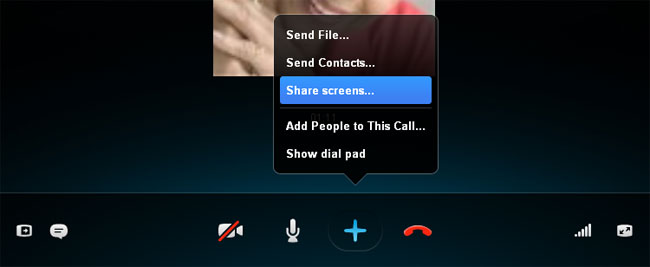 Send File...
Send Contacts...
Share screens...
Add People to This Call...
Show dial pad